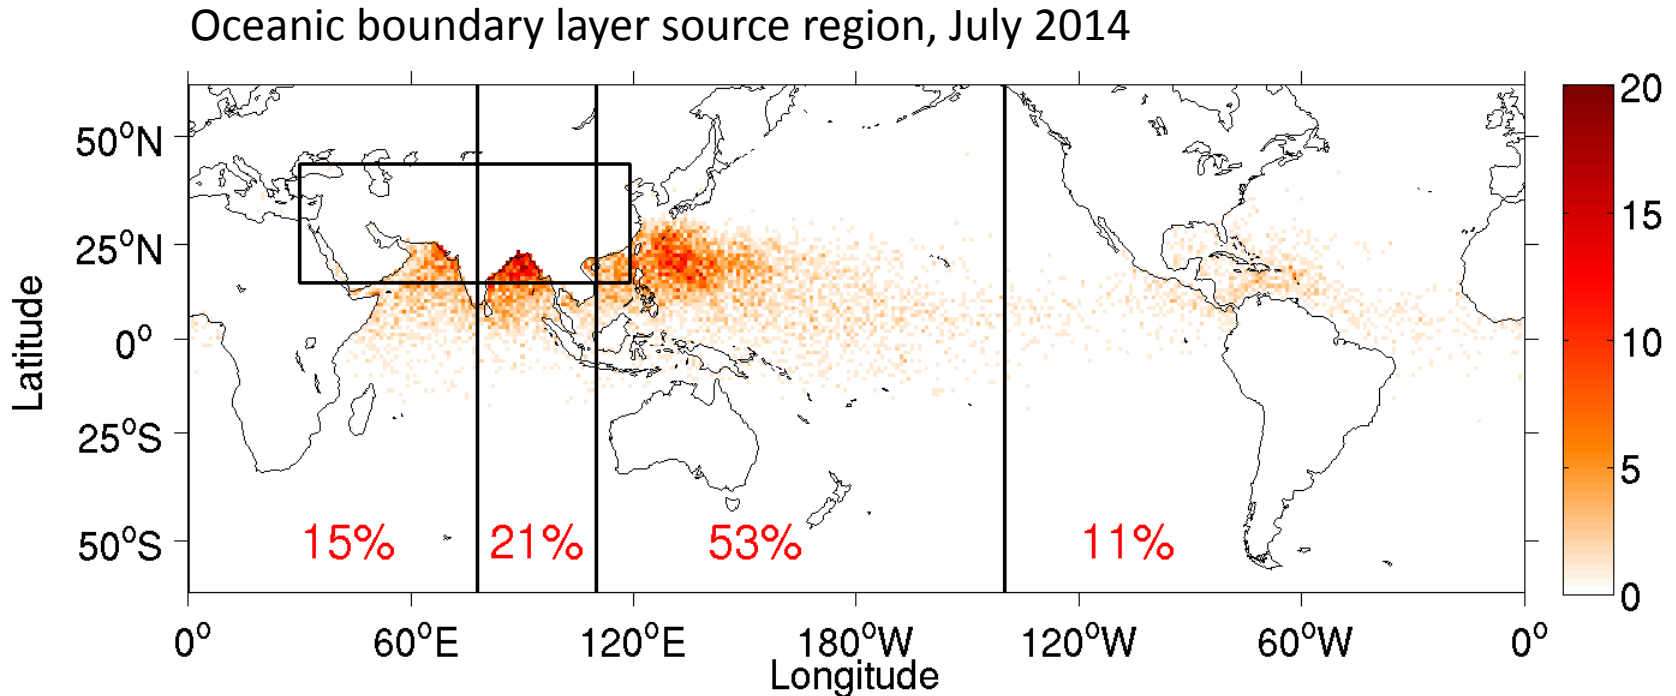 Oceanic boundary layer source region, July 2014
50°N
25°N
0°
25°S
50°S
Latitude
15%
21%
53%
11%
0°
60°E
120°E
180°W
120°W
60°W
0°
Longitude
20
15
10
5
0